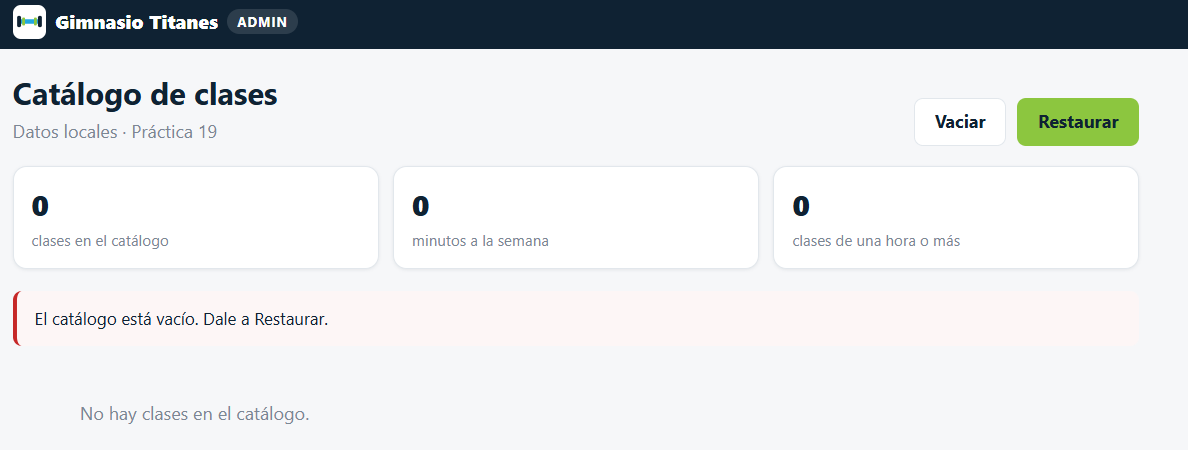 Gimnasio Titanes ADMIN
Catálogo de clases
Datos locales · Práctica 19
Vaciar
Restaurar
0
clases en el catálogo
0
minutos a la semana
0
clases de una hora o más
El catálogo está vacío. Dale a Restaurar.
No hay clases en el catálogo.